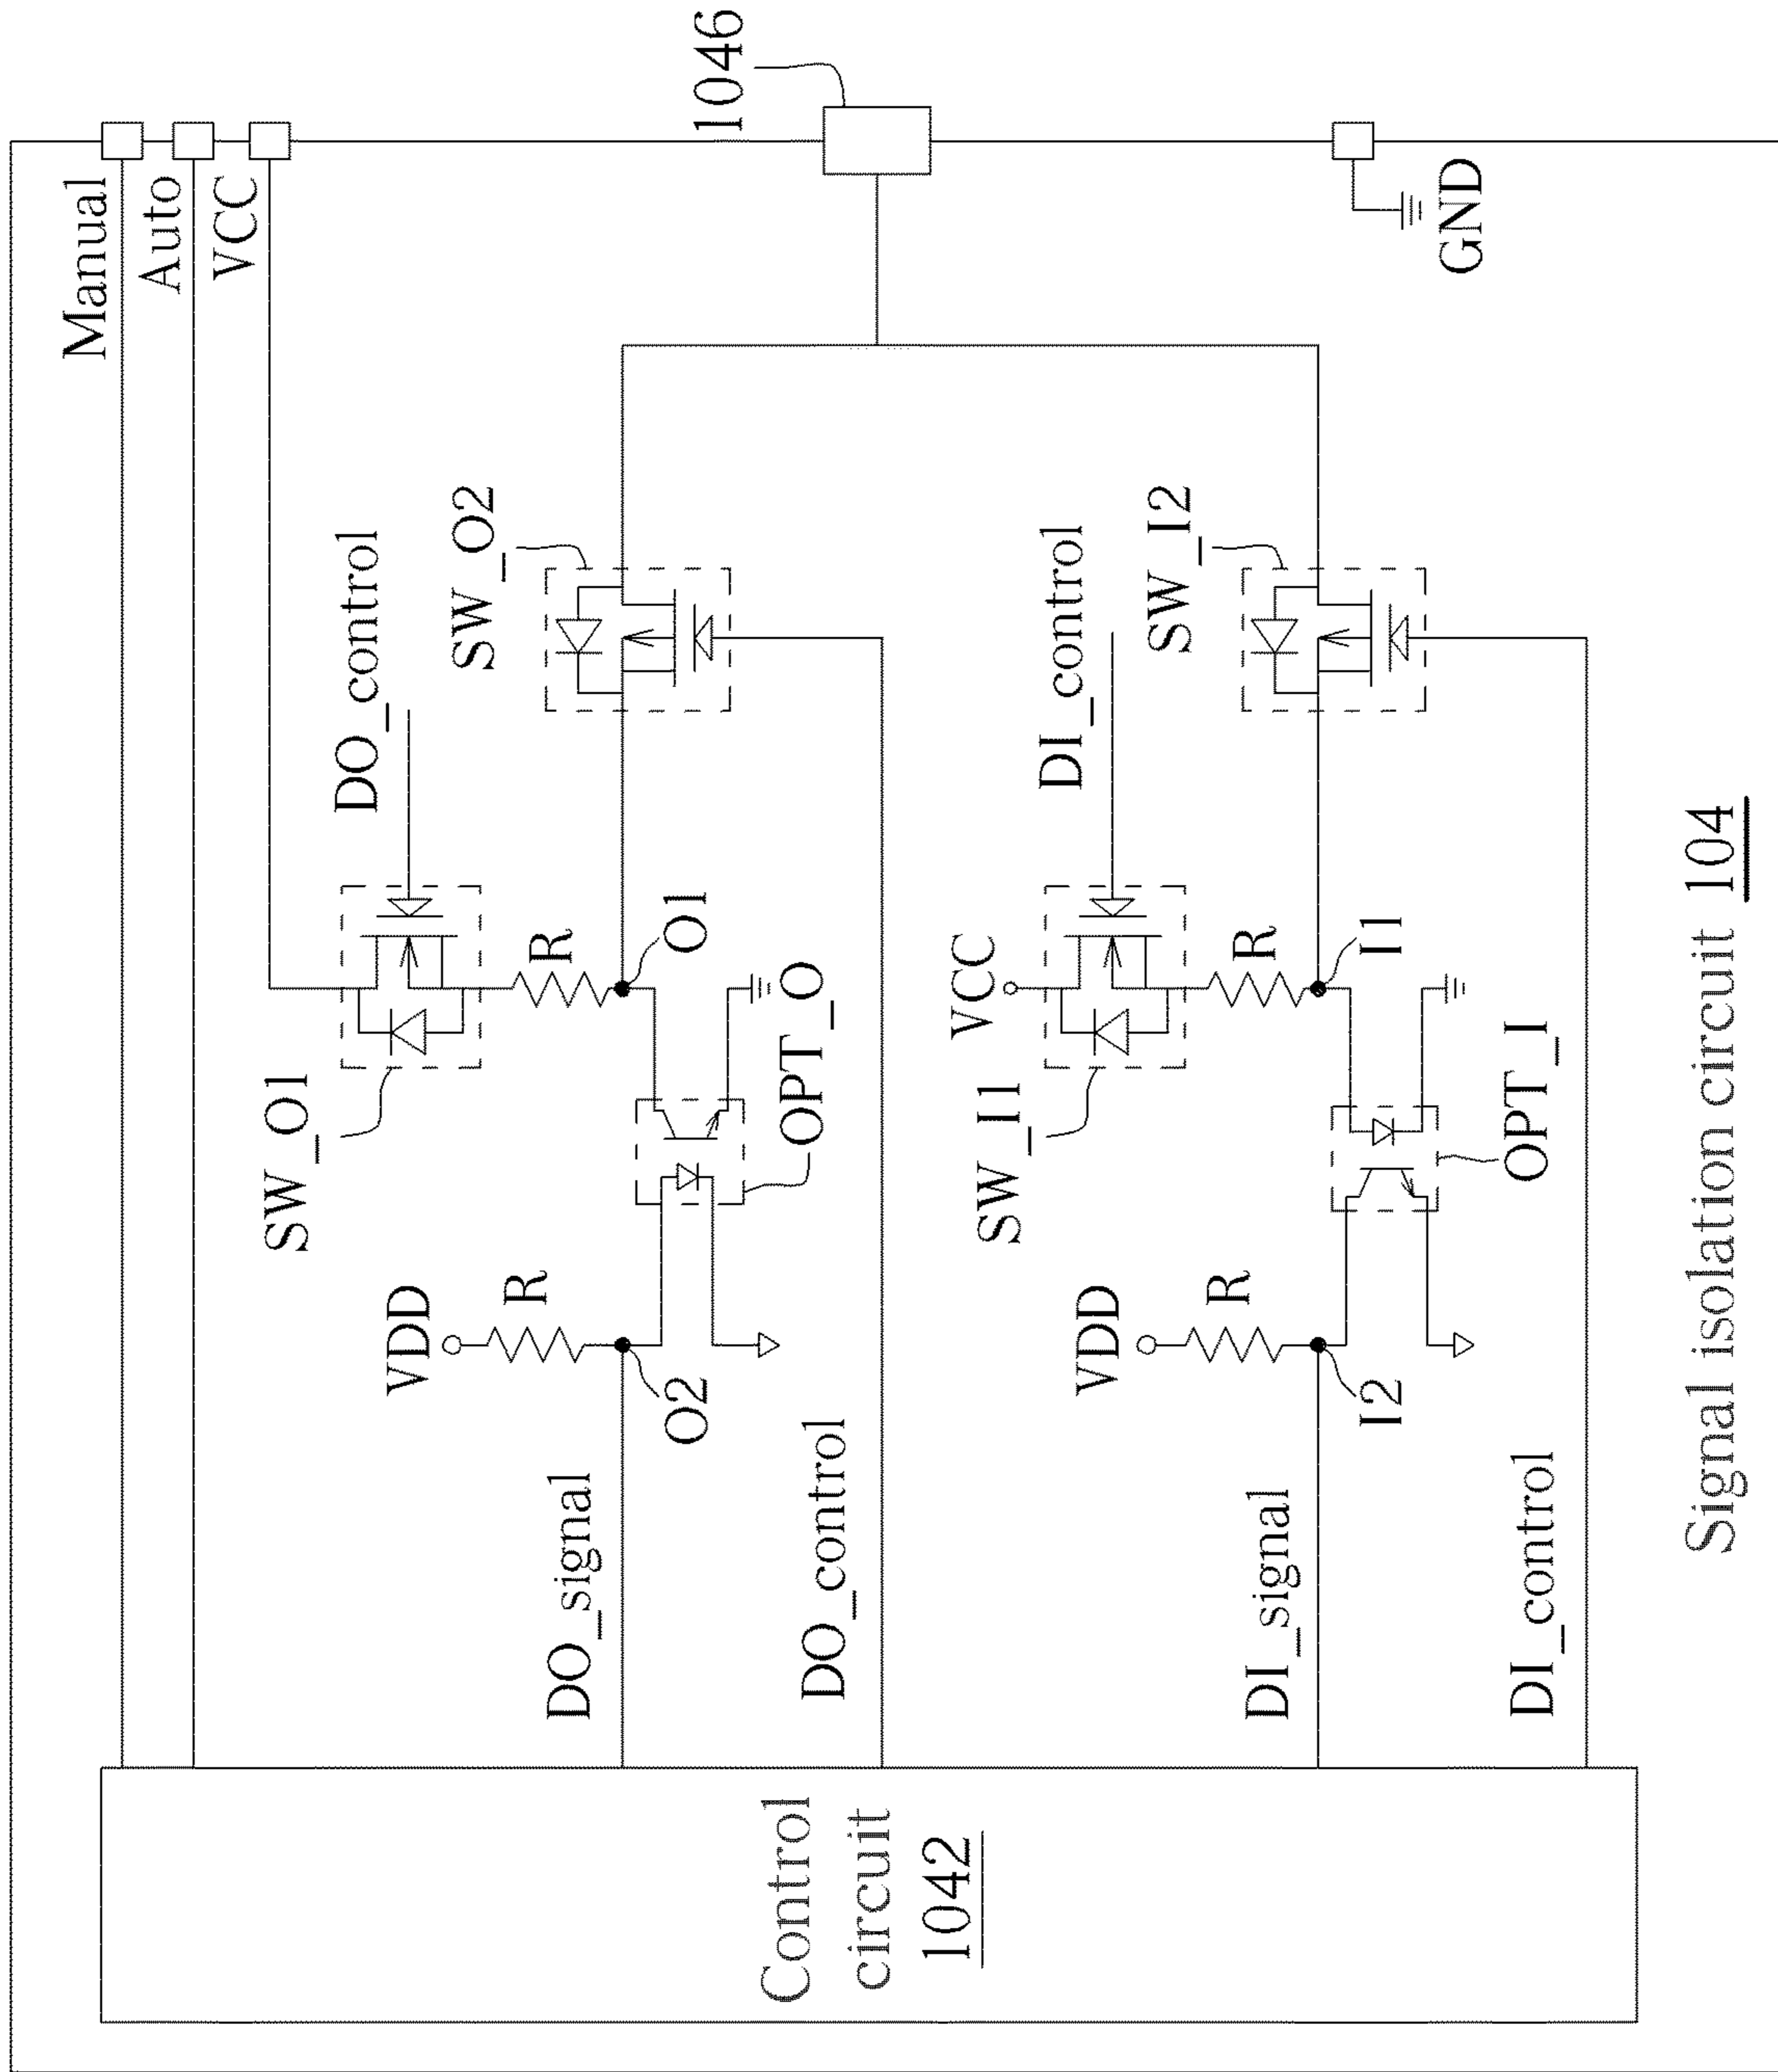 Manual
Auto
VCC
1046
GND
SW_O1
DO_control
R
SW_O2
VDD
R
O1
DO_signal
O2
OPT_O
DO_control
VCC
SW_I1
DI_control
R
SW_I2
VDD
R
I1
DI_signal
I2
OPT_I
DI_control
Control
circuit
1042
Signal isolation circuit 104